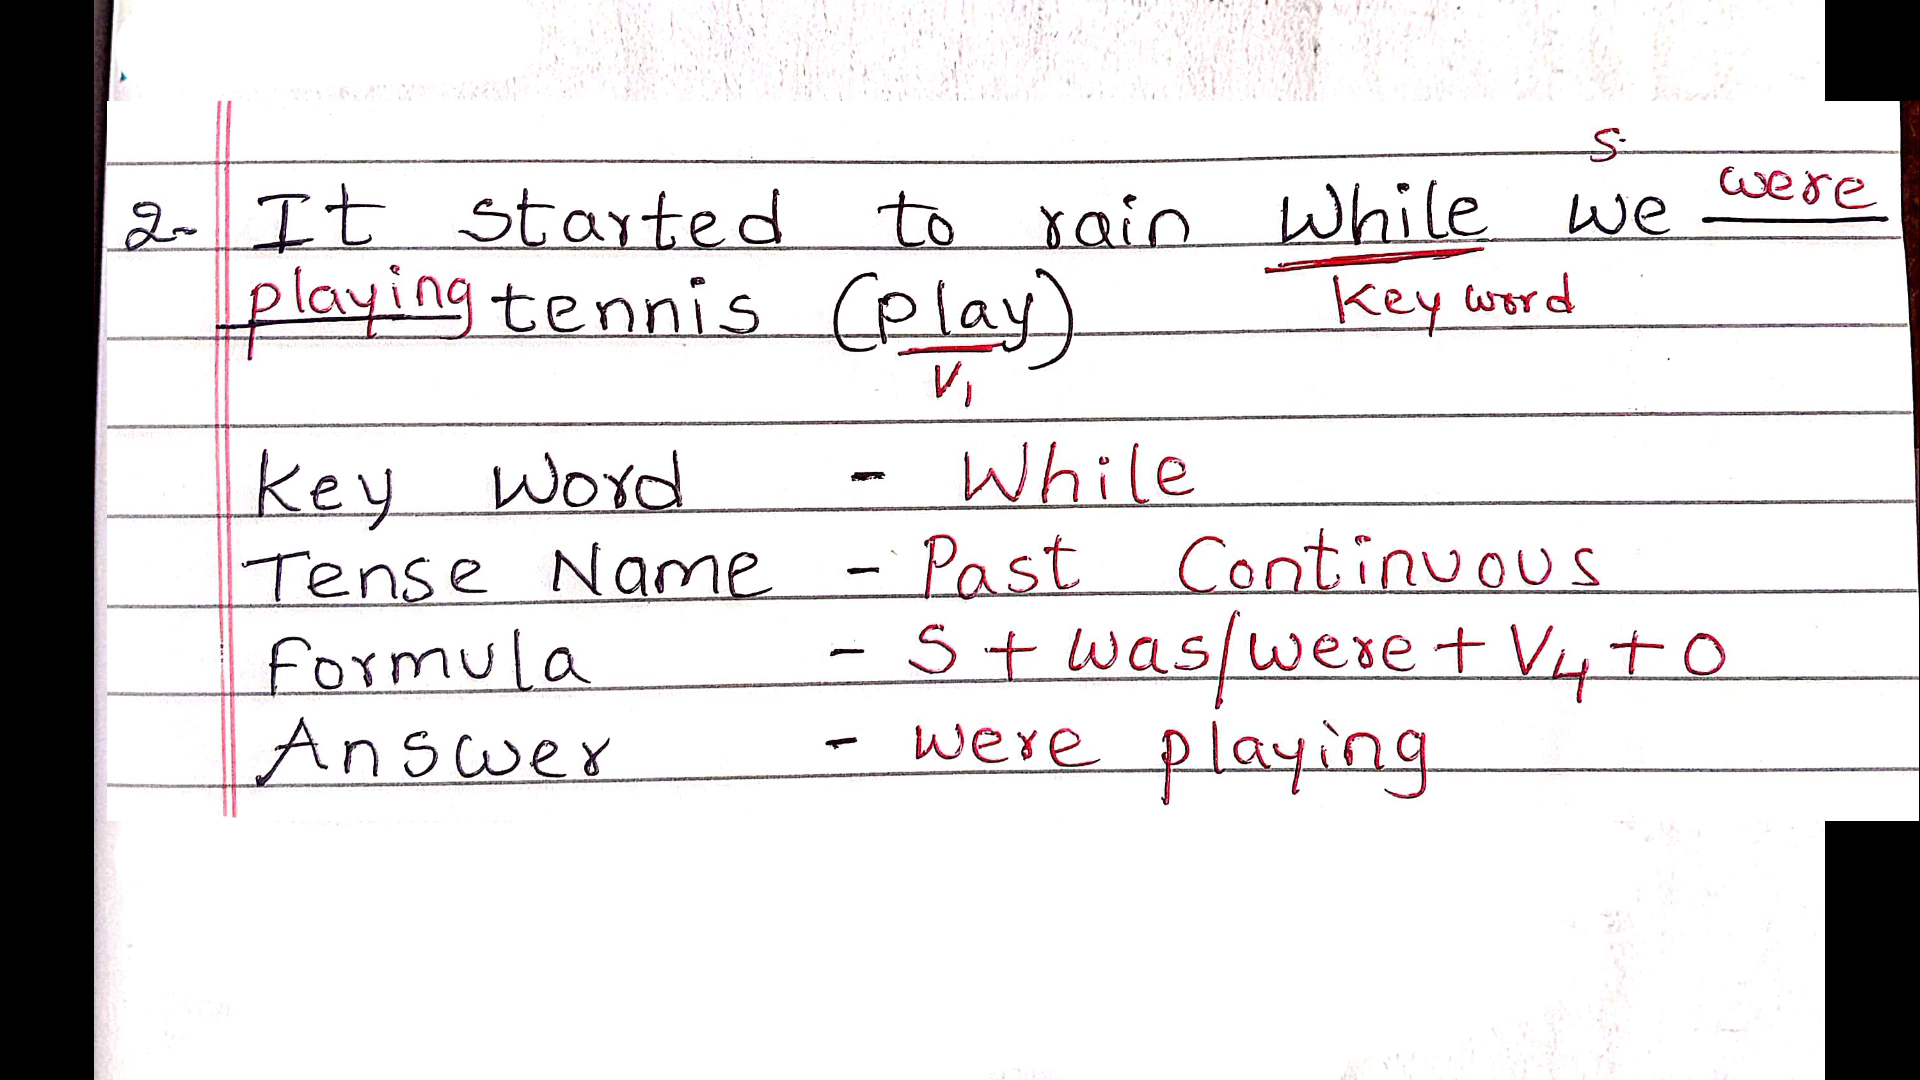 S.
2- It started to rain While we were
playing tennis (play) Key word
V1
Key Word - While
Tense Name - Past Continuous
Formula - S + was/were + V4 + O
Answer - were playing